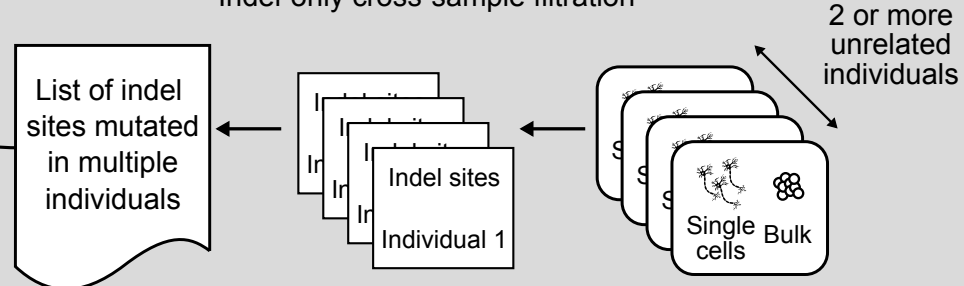 Indel-only cross-sample filtration
2 or more
unrelated
individuals
List of indel
sites mutated
in multiple
individuals
Indel sites
Individual 1
Single
cells
Bulk